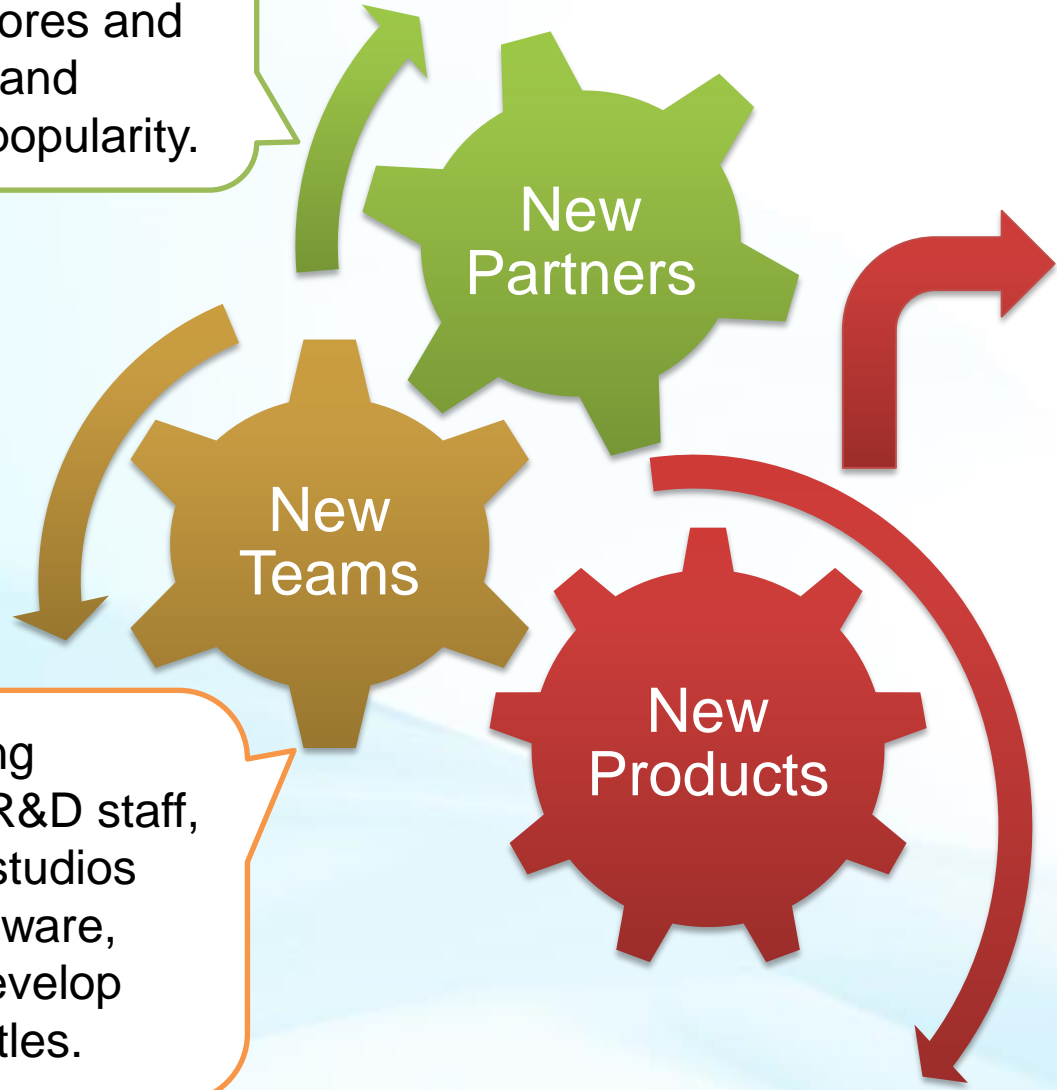 ores and
and
popularity.
New
Partners
New
Teams
New
Products
ng
R&D staff,
studios
ware,
evelop
tles.